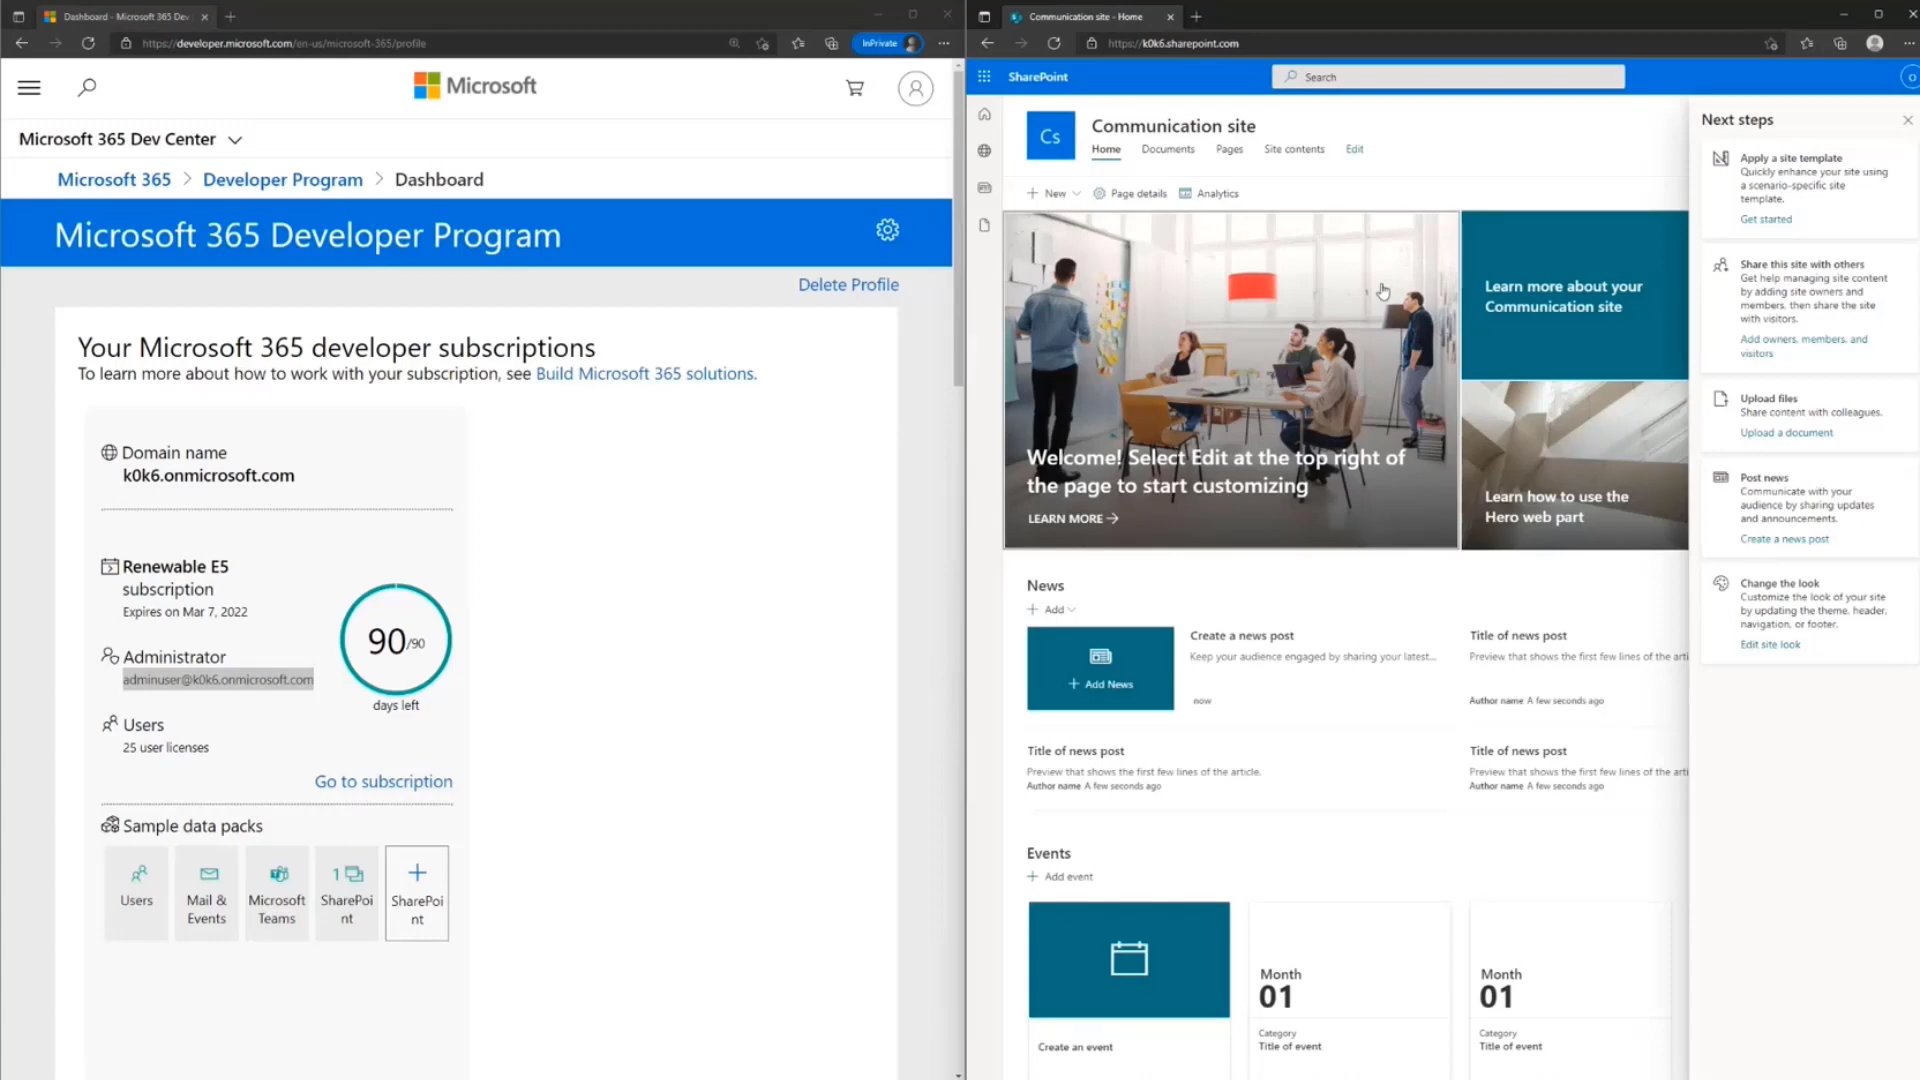 Dashboard - Microsoft 365 Dev
https://developer.microsoft.com/en-us/microsoft-365/profile
InPrivate
Microsoft
Microsoft 365 Dev Center
Microsoft 365 > Developer Program > Dashboard
Microsoft 365 Developer Program
Delete Profile
Your Microsoft 365 developer subscriptions
To learn more about how to work with your subscription, see Build Microsoft 365 solutions.
Domain name
k0k6.onmicrosoft.com
Renewable E5
subscription
Expires on Mar 7, 2022
90/90
days left
Administrator
adminuser@k0k6.onmicrosoft.com
Users
25 user licenses
Go to subscription
Sample data packs
Users
Mail &
Events
Microsoft
Teams
1
SharePoi
nt
SharePoi
nt
Communication site - Home
https://k0k6.sharepoint.com
SharePoint
Search
O
Cs
Communication site
Home Documents Pages Site contents Edit
New Page details Analytics
Welcome! Select Edit at the top right of
the page to start customizing
LEARN MORE
Learn more about your
Communication site
Learn how to use the
Hero web part
News
Add
Add News
Create a news post
Keep your audience engaged by sharing your latest...
now
Title of news post
Preview that shows the first few lines of the arti
Author name A few seconds ago
Title of news post
Preview that shows the first few lines of the article.
Author name A few seconds ago
Title of news post
Preview that shows the first few lines of the arti
Author name A few seconds ago
Events
Add event
Create an event
Month
01
Category
Title of event
Month
01
Category
Title of event
Next steps
Apply a site template
Quickly enhance your site using
a scenario-specific site
template.
Get started
Share this site with others
Get help managing site content
by adding site owners and
members, then share the site
with visitors.
Add owners, members, and
visitors
Upload files
Share content with colleagues.
Upload a document
Post news
Communicate with your
audience by sharing updates
and announcements.
Create a news post
Change the look
Customize the look of your site
by updating the theme, header,
navigation, or footer.
Edit site look